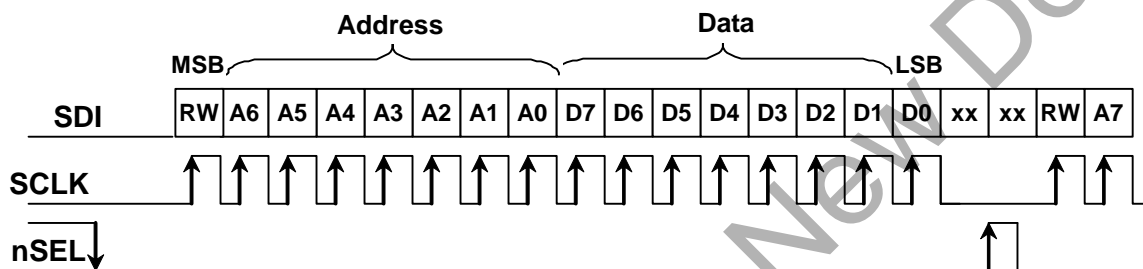 Address Data
MSB LSB
SDI RW A6 A5 A4 A3 A2 A1 A0 D7 D6 D5 D4 D3 D2 D1 D0 xx xx RW A7
SCLK
nSEL
New